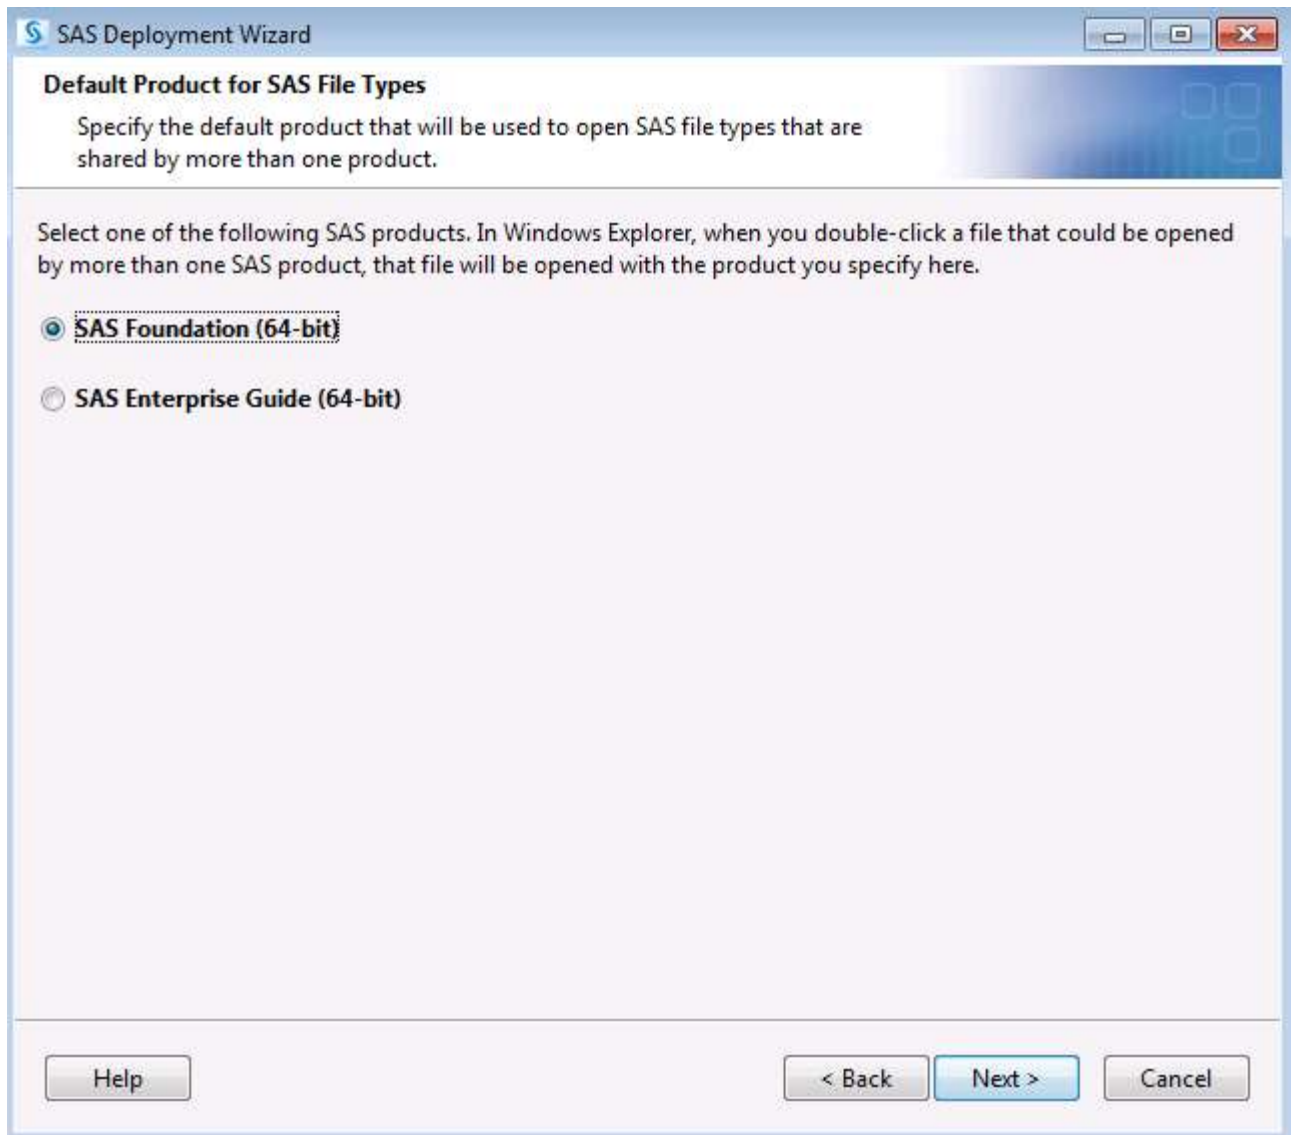 SAS Deployment Wizard
Default Product for SAS File Types
Specify the default product that will be used to open SAS file types that are
shared by more than one product.
Select one of the following SAS products. In Windows Explorer, when you double-click a file that could be opened
by more than one SAS product, that file will be opened with the product you specify here.
SAS Foundation (64-bit)
SAS Enterprise Guide (64-bit)
Help
< Back
Next >
Cancel